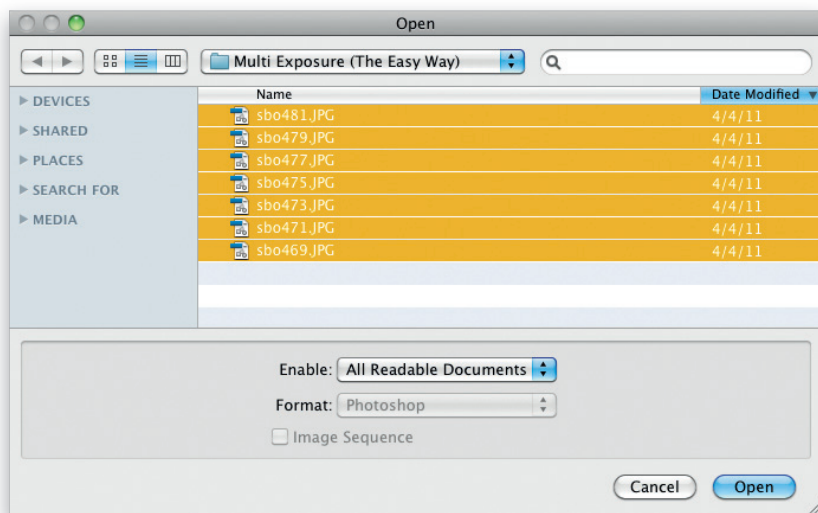 Open
Multi Exposure (The Easy Way)
DEVICES
SHARED
PLACES
SEARCH FOR
MEDIA
Name Date Modified
sbo481.JPG 4/4/11
sbo479.JPG 4/4/11
sbo477.JPG 4/4/11
sbo475.JPG 4/4/11
sbo473.JPG 4/4/11
sbo471.JPG 4/4/11
sbo469.JPG 4/4/11
Enable: All Readable Documents
Format: Photoshop
Image Sequence
Cancel Open